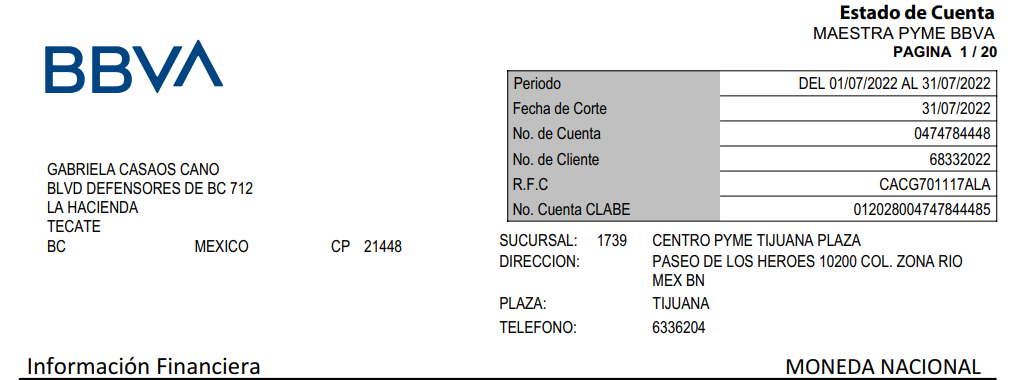 Estado de Cuenta
MAESTRA PYME BBVA
PAGINA 1 / 20
BBVA
Periodo DEL 01/07/2022 AL 31/07/2022
Fecha de Corte 31/07/2022
No. de Cuenta 0474784448
No. de Cliente 68332022
R.F.C CACG701117ALA
No. Cuenta CLABE 012028004747844485
GABRIELA CASAOS CANO
BLVD DEFENSORES DE BC 712
LA HACIENDA
TECATE
BC MEXICO CP 21448
SUCURSAL: 1739 CENTRO PYME TIJUANA PLAZA
DIRECCION: PASEO DE LOS HEROES 10200 COL. ZONA RIO
MEX BN
PLAZA: TIJUANA
TELEFONO: 6336204
Información Financiera MONEDA NACIONAL